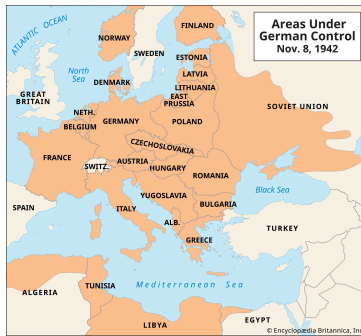 Areas Under
German Control
Nov. 8, 1942
ATLANTIC OCEAN
FINLAND
NORWAY
SWEDEN
ESTONIA
North
Sea
LATVIA
DENMARK
LITHUANIA
GREAT
BRITAIN
EAST
PRUSSIA
SOVIET UNION
NETH.
BELGIUM
GERMANY
POLAND
CZECHOSLOVAKIA
FRANCE
SWITZ.
AUSTRIA
HUNGARY
ROMANIA
YUGOSLAVIA
Black Sea
SPAIN
ITALY
BULGARIA
ALB.
TURKEY
GREECE
Mediterranean Sea
ALGERIA
TUNISIA
LIBYA
EGYPT
© Encyclopædia Britannica, Inc.